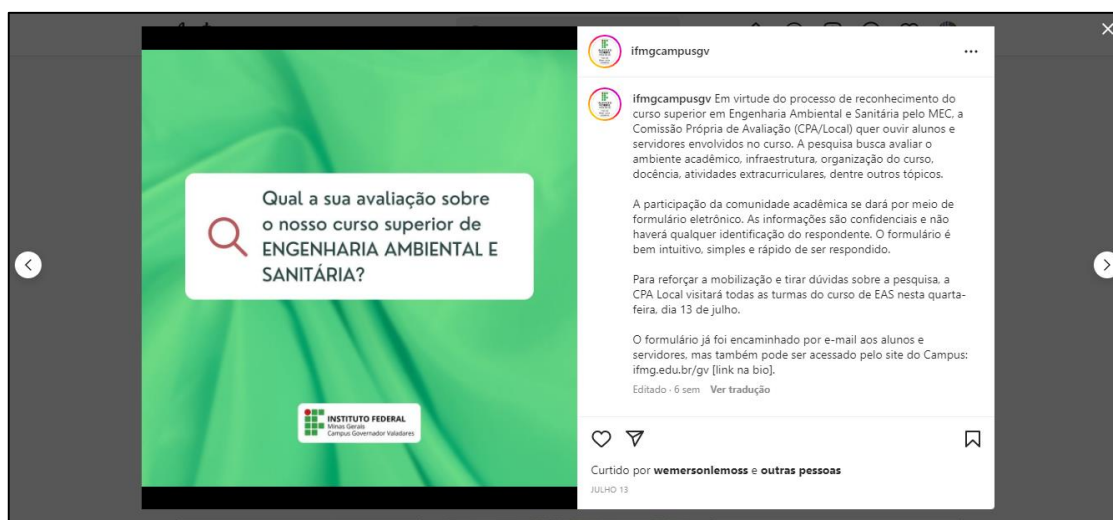 Qual a sua avaliação sobre
o nosso curso superior de
ENGENHARIA AMBIENTAL E
SANITÁRIA?
INSTITUTO FEDERAL
Minas Gerais
Campus Governador Valadares
ifmgcampusgv
ifmgcampusgv Em virtude do processo de reconhecimento do
curso superior em Engenharia Ambiental e Sanitária pelo MEC, a
Comissão Própria de Avaliação (CPA/Local) quer ouvir alunos e
servidores envolvidos no curso. A pesquisa busca avaliar o
ambiente acadêmico, infraestrutura, organização do curso,
docência, atividades extracurriculares, dentre outros tópicos.
A participação da comunidade acadêmica se dará por meio de
formulário eletrônico. As informações são confidenciais e não
haverá qualquer identificação do respondente. O formulário é
bem intuitivo, simples e rápido de ser respondido.
Para reforçar a mobilização e tirar dúvidas sobre a pesquisa, a
CPA Local visitará todas as turmas do curso de EAS nesta quarta-
feira, dia 13 de julho.
O formulário já foi encaminhado por e-mail aos alunos e
servidores, mas também pode ser acessado pelo site do Campus:
ifmg.edu.br/gv [link na bio].
Editado · 6 sem Ver tradução
Curtido por wemersonlemoss e outras pessoas
JULHO 13